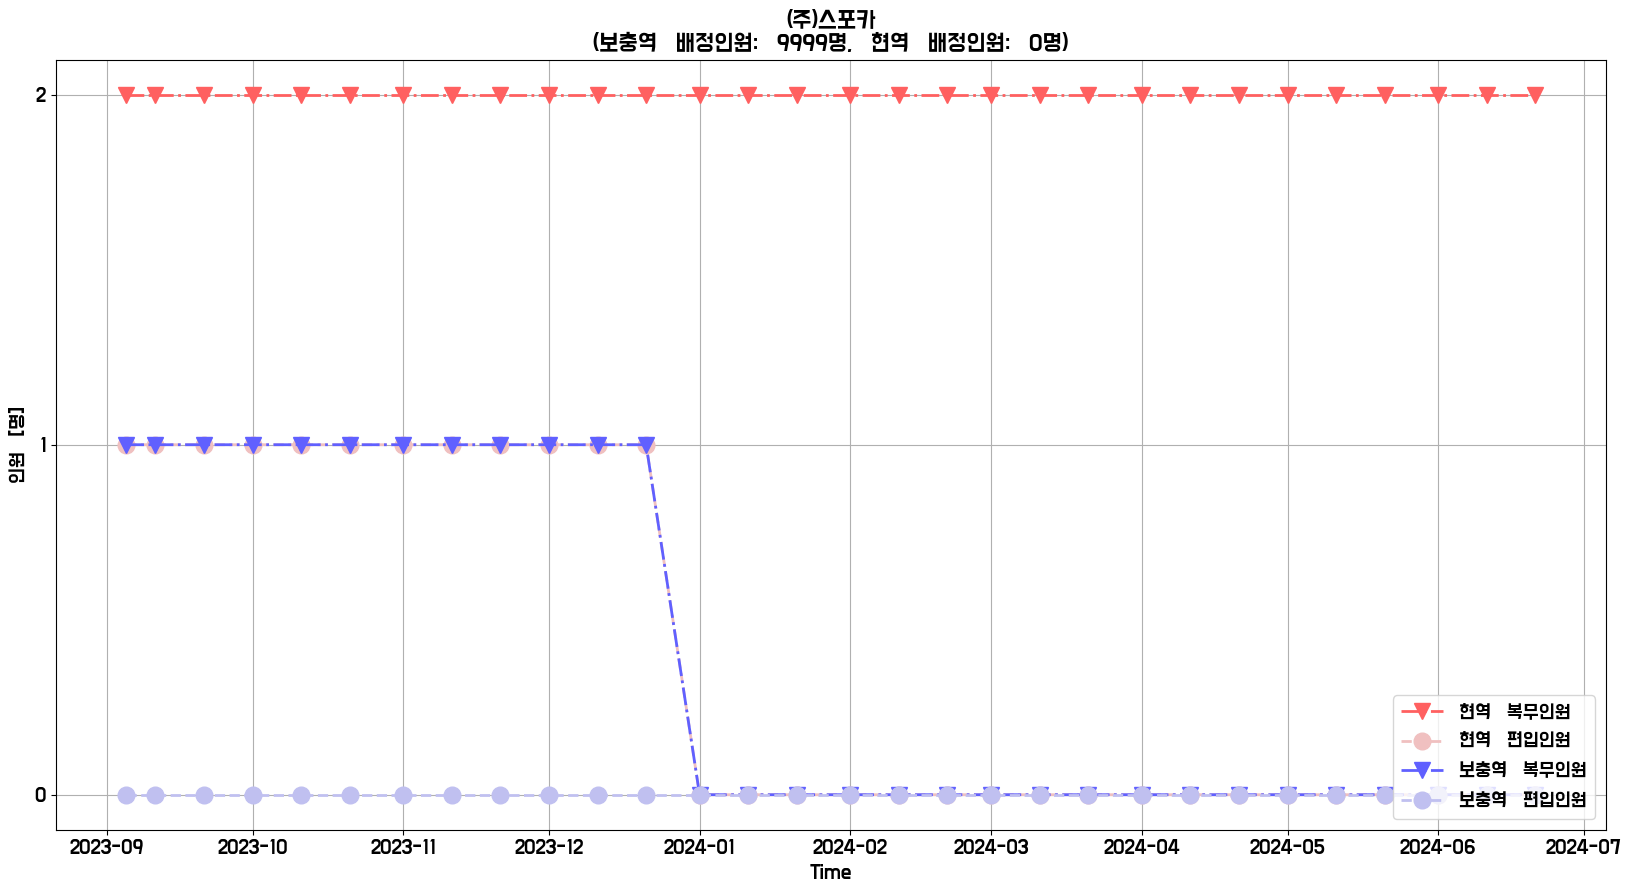 (주)스포카
(보충역 배정인원: 9999명, 현역 배정인원: 0명)
인원 [명]
2
1
0
2023-09
2023-10
2023-11
2023-12
2024-01
2024-02
2024-03
2024-04
2024-05
2024-06
2024-07
Time
현역 복무인원
현역 편입인원
보충역 복무인원
보충역 편입인원